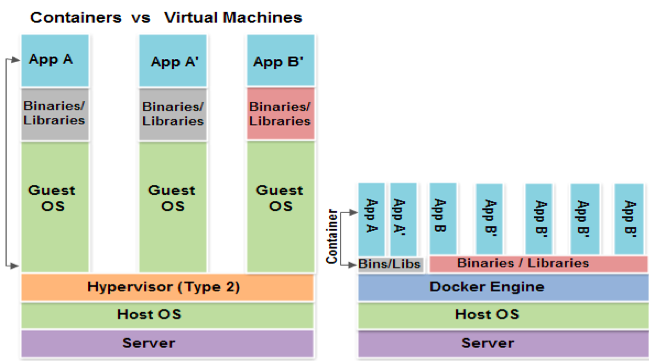 Containers vs Virtual Machines
App A
App A'
App B'
Binaries/
Libraries
Binaries/
Libraries
Binaries/
Libraries
Guest
OS
Guest
OS
Guest
OS
Hypervisor (Type 2)
Host OS
Server
Container
App A
App A'
App B
App B'
App B'
App B'
App B'
Bins/Libs
Binaries / Libraries
Docker Engine
Host OS
Server